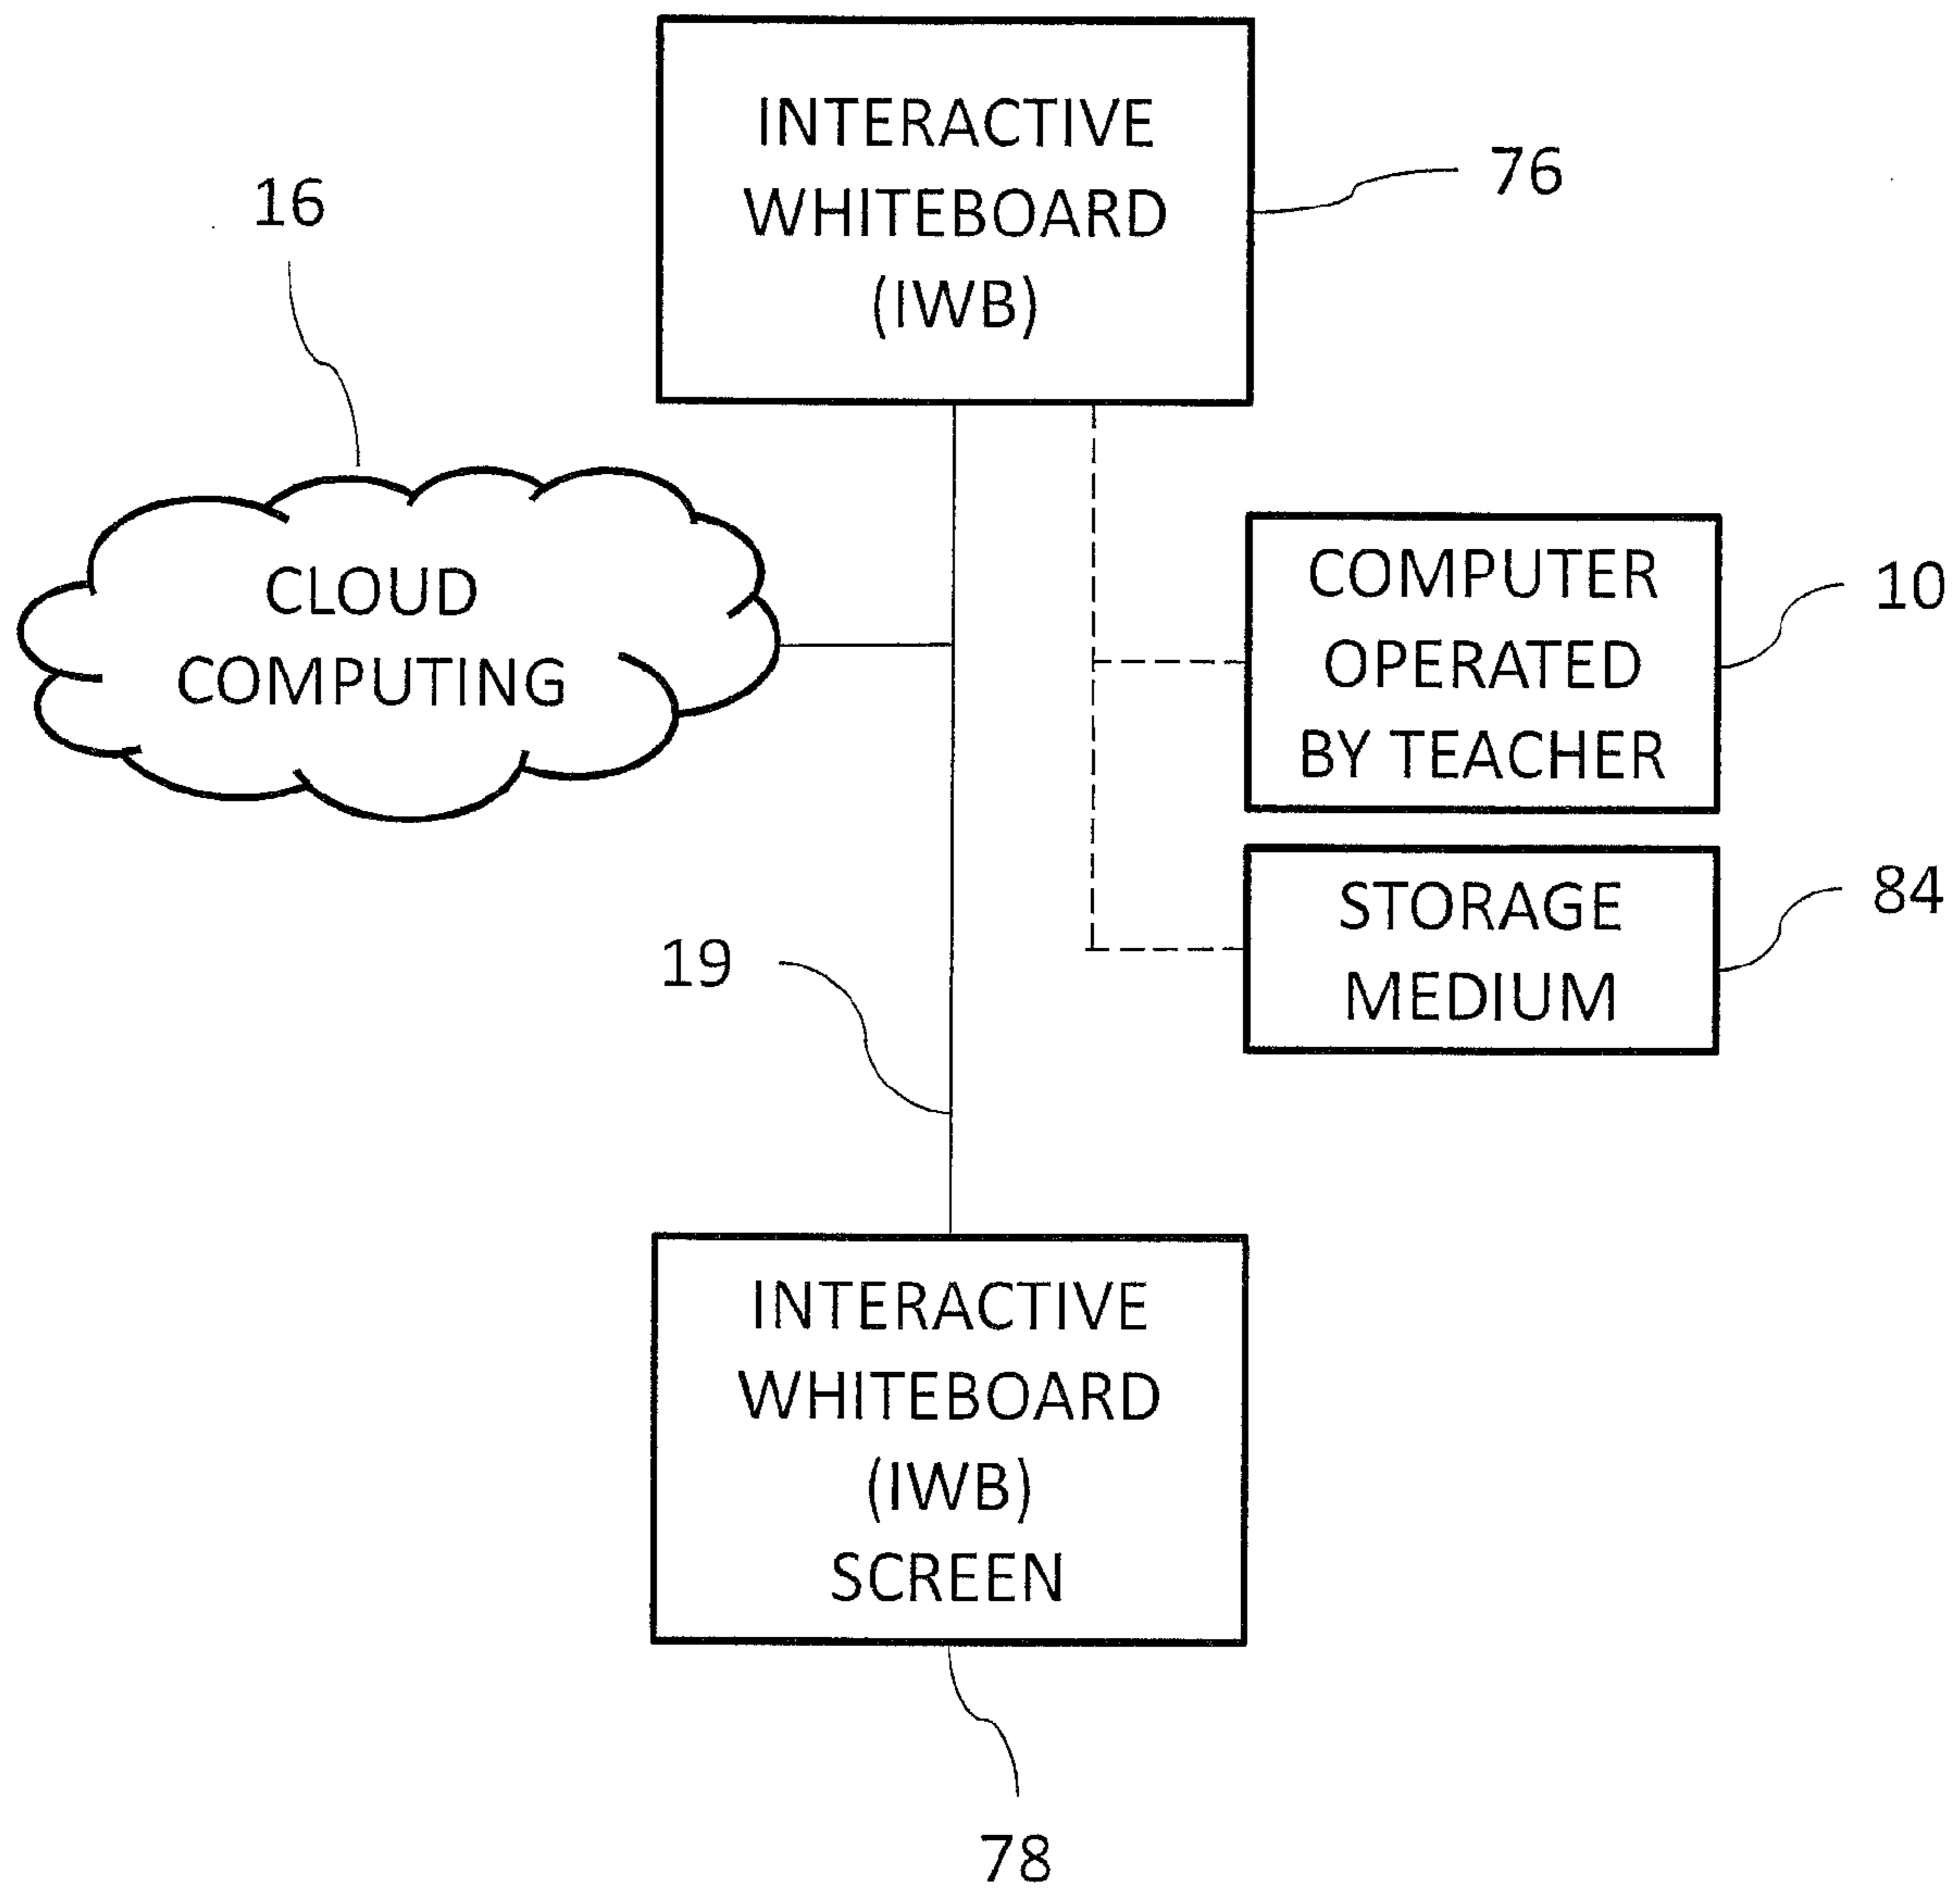 INTERACTIVE
WHITEBOARD
(IWB)
76
16
CLOUD
COMPUTING
COMPUTER
OPERATED
BY TEACHER
10
STORAGE
MEDIUM
84
19
INTERACTIVE
WHITEBOARD
(IWB)
SCREEN
78